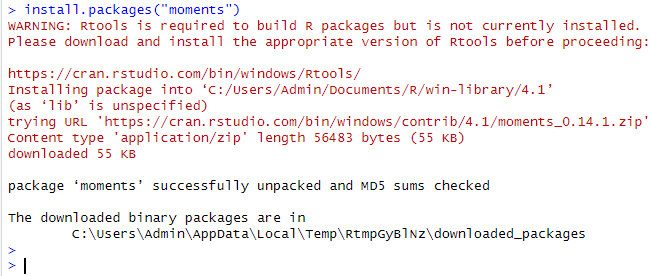 > install.packages("moments")
WARNING: Rtools is required to build R packages but is not currently installed.
Please download and install the appropriate version of Rtools before proceeding:
https://cran.rstudio.com/bin/windows/Rtools/
Installing package into ‘C:/Users/Admin/Documents/R/win-library/4.1’
(as ‘lib’ is unspecified)
trying URL 'https://cran.rstudio.com/bin/windows/contrib/4.1/moments_0.14.1.zip'
Content type 'application/zip' length 56483 bytes (55 KB)
downloaded 55 KB
package ‘moments’ successfully unpacked and MD5 sums checked
The downloaded binary packages are in
C:\Users\Admin\AppData\Local\Temp\RtmpGyBlNz\downloaded_packages
>
>